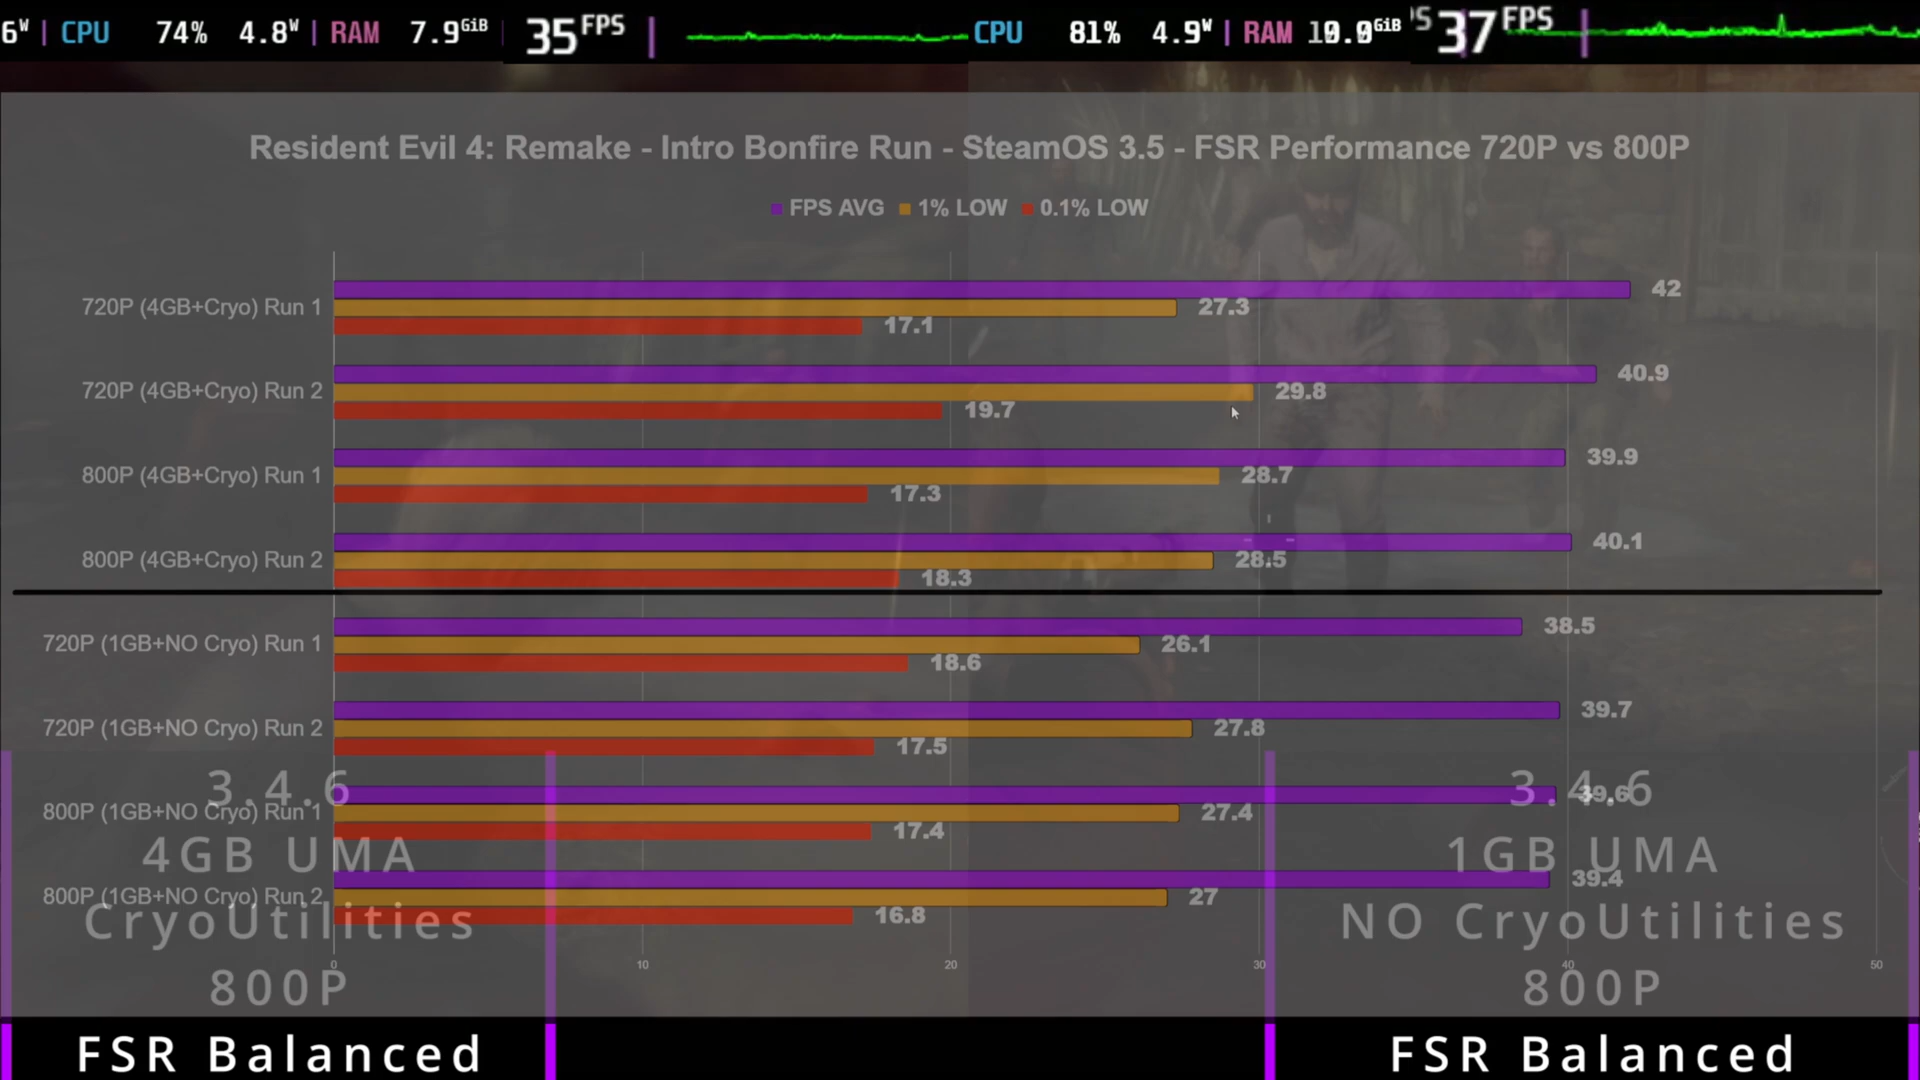 6W | CPU 74% 4.8W | RAM 7.9GiB 35 FPS CPU 81% 4.9W | RAM GiB 37 FPS
Resident Evil 4: Remake - Intro Bonfire Run - SteamOS 3.5 - FSR Performance 720P vs 800P
FPS AVG 1% LOW 0.1% LOW
42
720P (4GB+Cryo) Run 1 27.3
17.1
40.9
720P (4GB+Cryo) Run 2 29.8
19.7
39.9
800P (4GB+Cryo) Run 1 28.7
17.3
40.1
800P (4GB+Cryo) Run 2 28.5
18.3
38.5
720P (1GB+NO Cryo) Run 1 26.1
18.6
39.7
720P (1GB+NO Cryo) Run 2 27.8
17.5
39.6
800P (1GB+NO Cryo) Run 1 27.4
17.4
39.4
800P (1GB+NO Cryo) Run 2 27
16.8
0 10 20 30 40 50
3.4.6
4GB UMA
CryoUtilities
800P
FSR Balanced
3.4.6
1GB UMA
NO CryoUtilities
800P
FSR Balanced